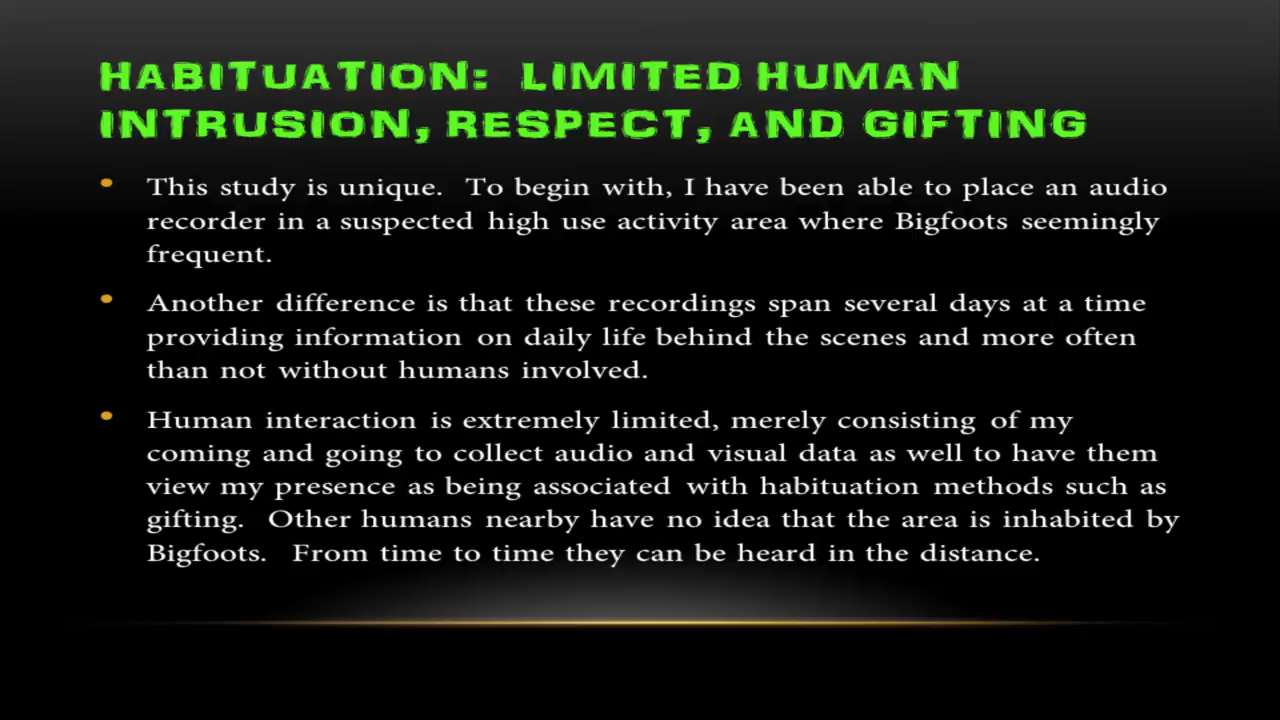 HABITUATION: LIMITED HUMAN
INTRUSION, RESPECT, AND GIFTING
• This study is unique. To begin with, I have been able to place an audio
recorder in a suspected high use activity area where Bigfoots seemingly
frequent.
• Another difference is that these recordings span several days at a time
providing information on daily life behind the scenes and more often
than not without humans involved.
• Human interaction is extremely limited, merely consisting of my
coming and going to collect audio and visual data as well to have them
view my presence as being associated with habituation methods such as
gifting. Other humans nearby have no idea that the area is inhabited by
Bigfoots. From time to time they can be heard in the distance.